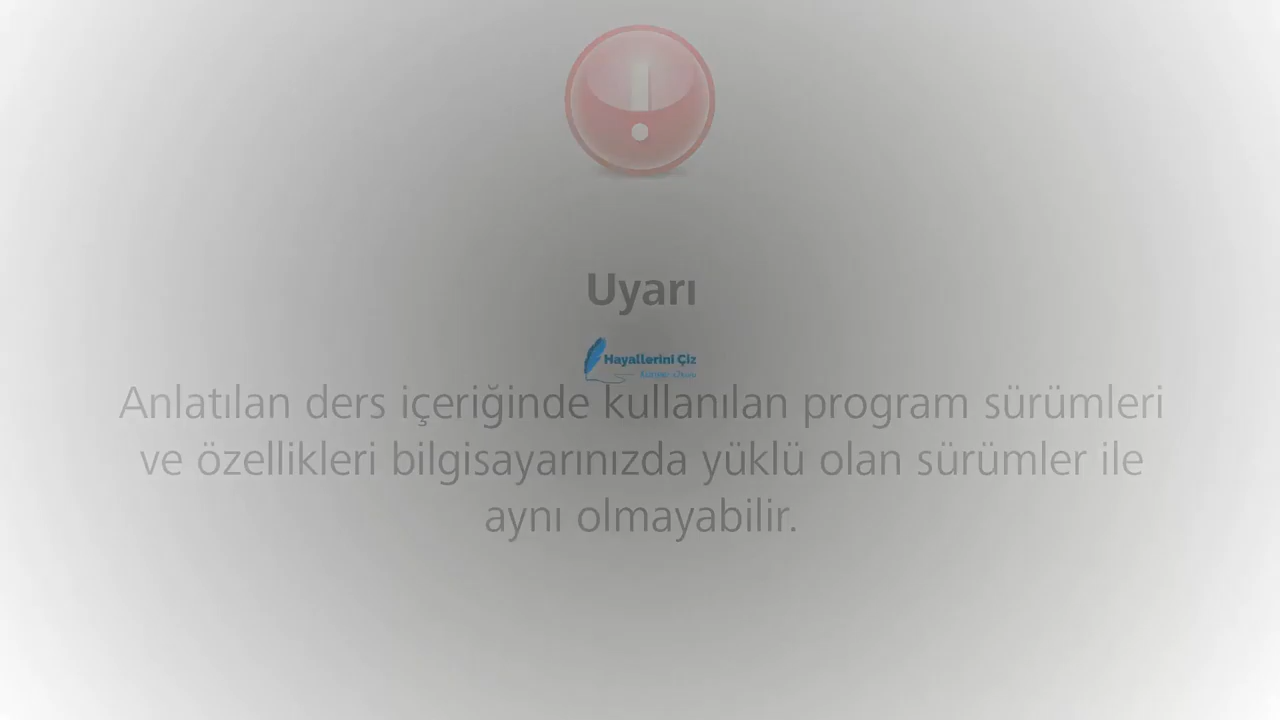 Uyarı
Hayallerini Çiz
Anlatılan ders içeriğinde kullanılan program sürümleri
ve özellikleri bilgisayarınızda yüklü olan sürümler ile
aynı olmayabilir.